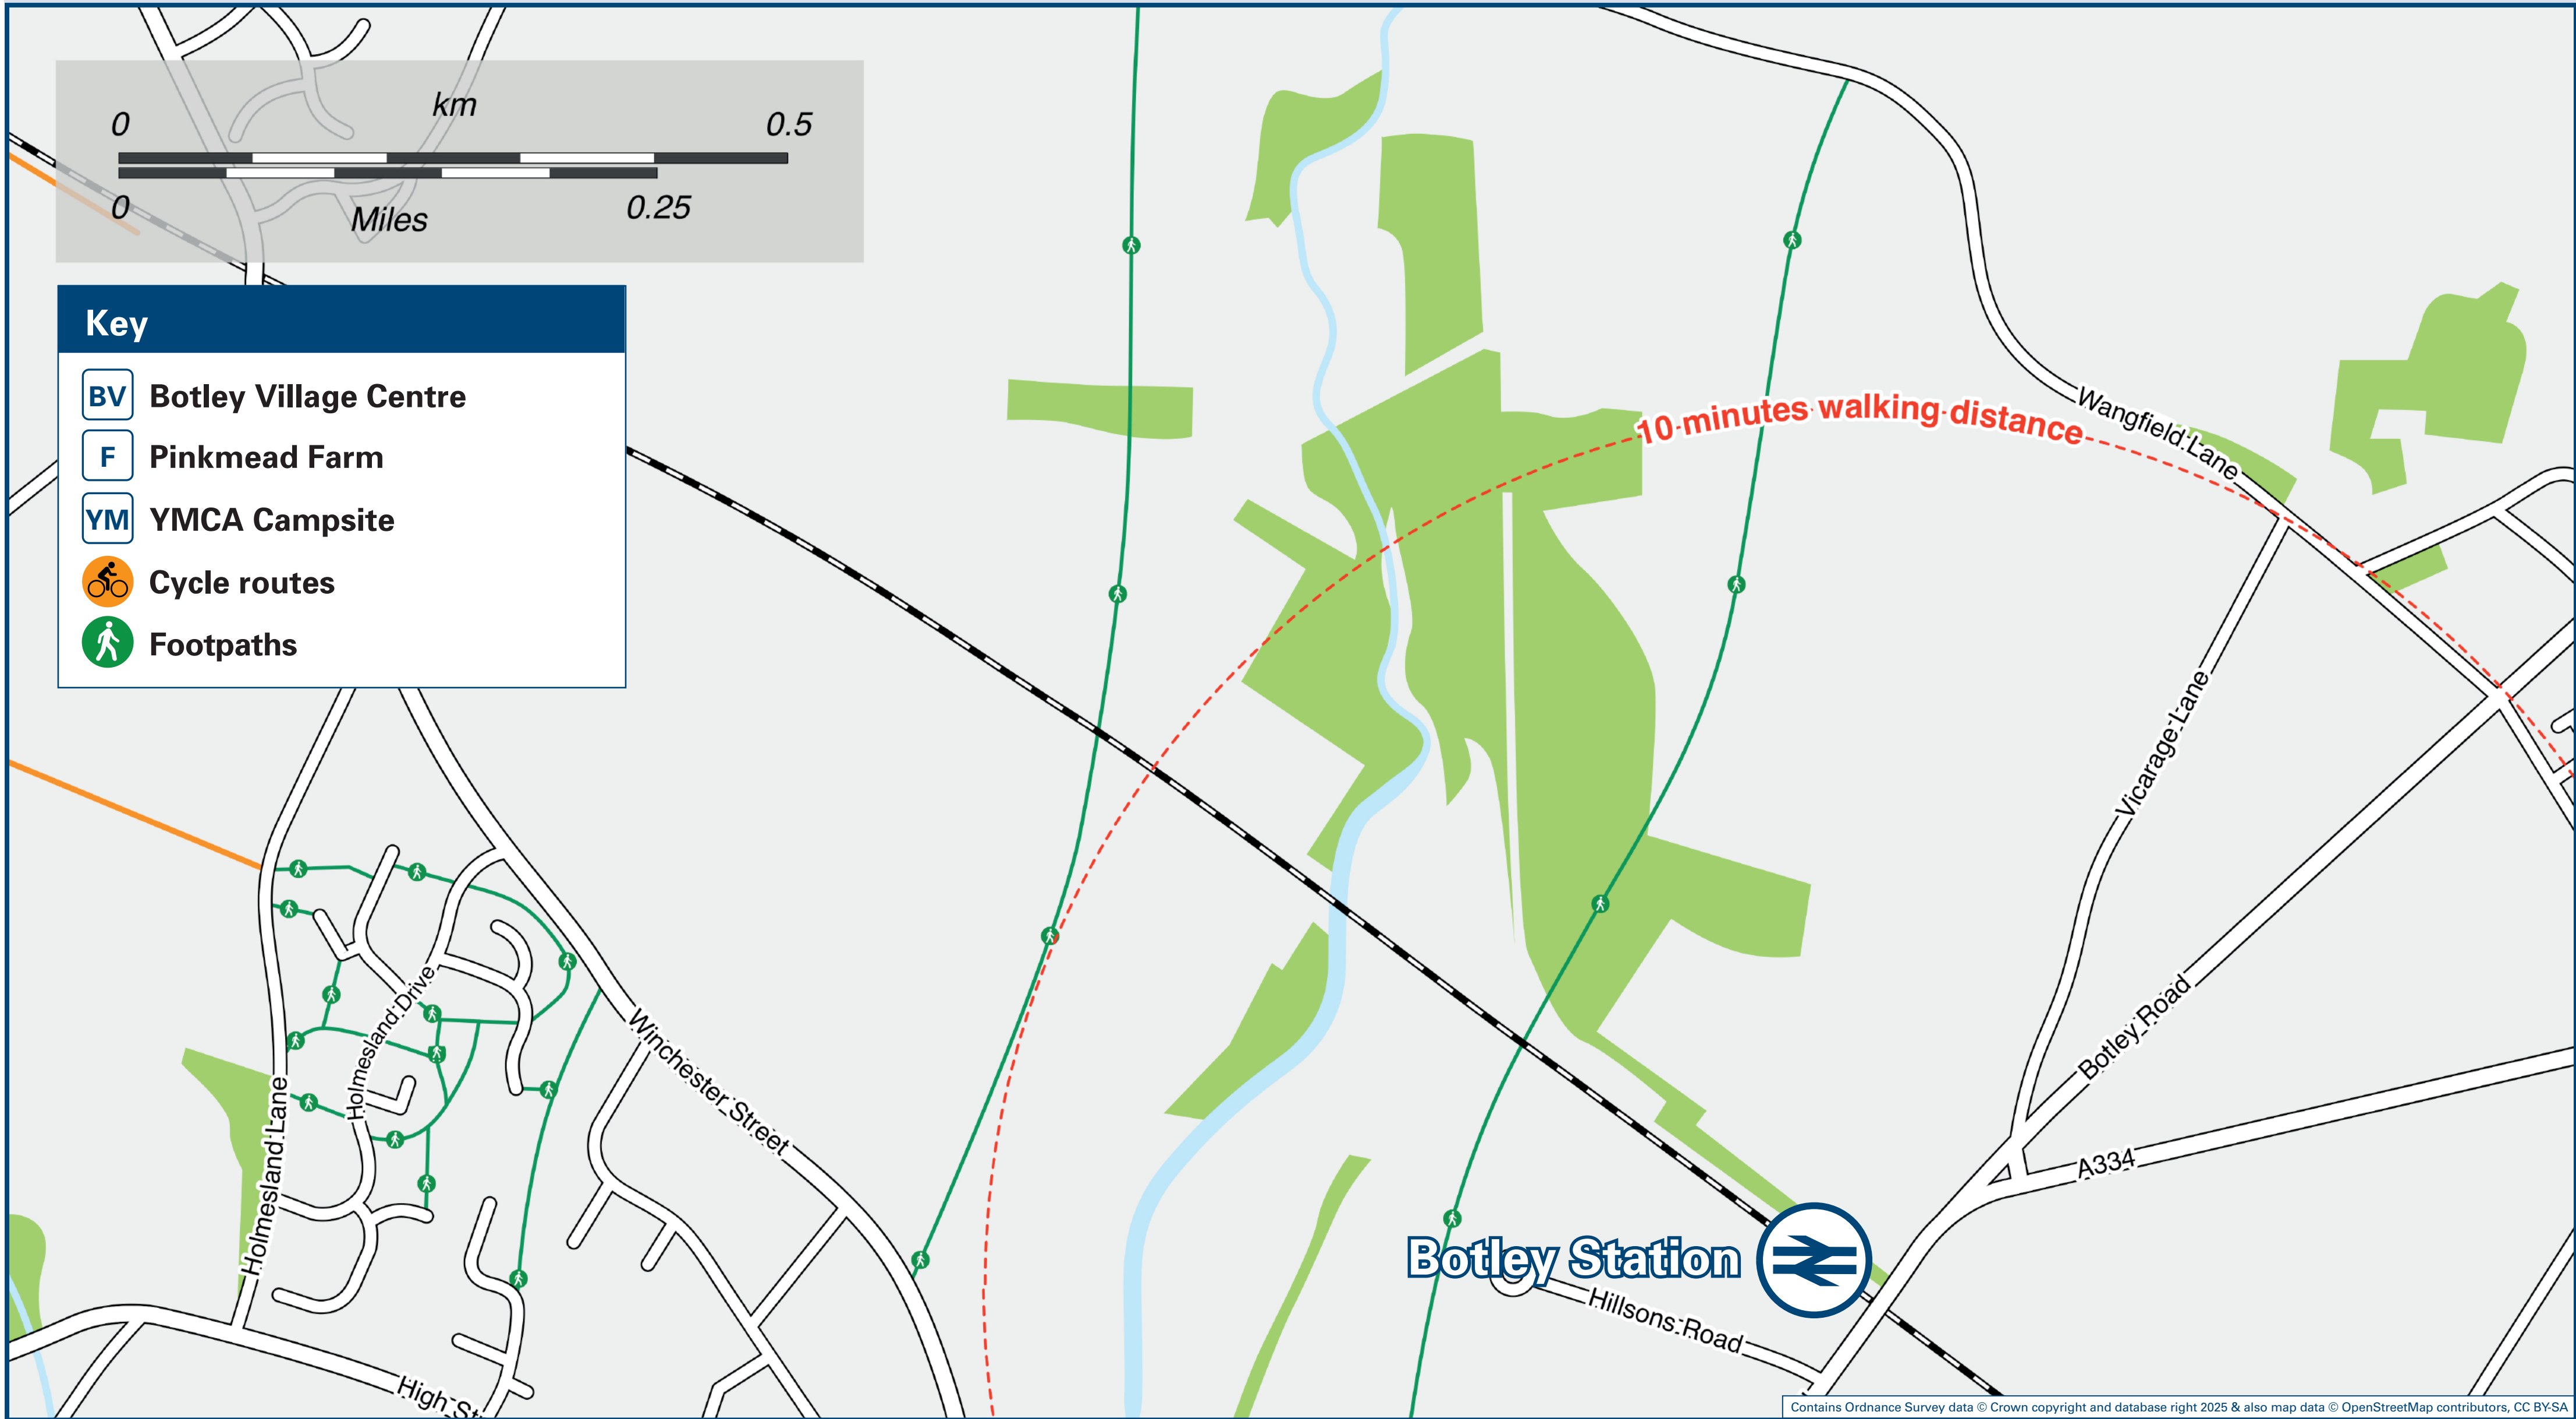 km
0 0.5
0 0.25
Miles
Key
BV Botley Village Centre
F Pinkmead Farm
YM YMCA Campsite
Cycle routes
Footpaths
10 minutes walking distance
Wangfield Lane
Vicarage Lane
Botley Road
A334
Holmesland Drive
Winchester Street
Holmesland Lane
Botley Station
Hillsons Road
High St
Contains Ordnance Survey data © Crown copyright and database right 2025 & also map data © OpenStreetMap contributors, CC BY-SA